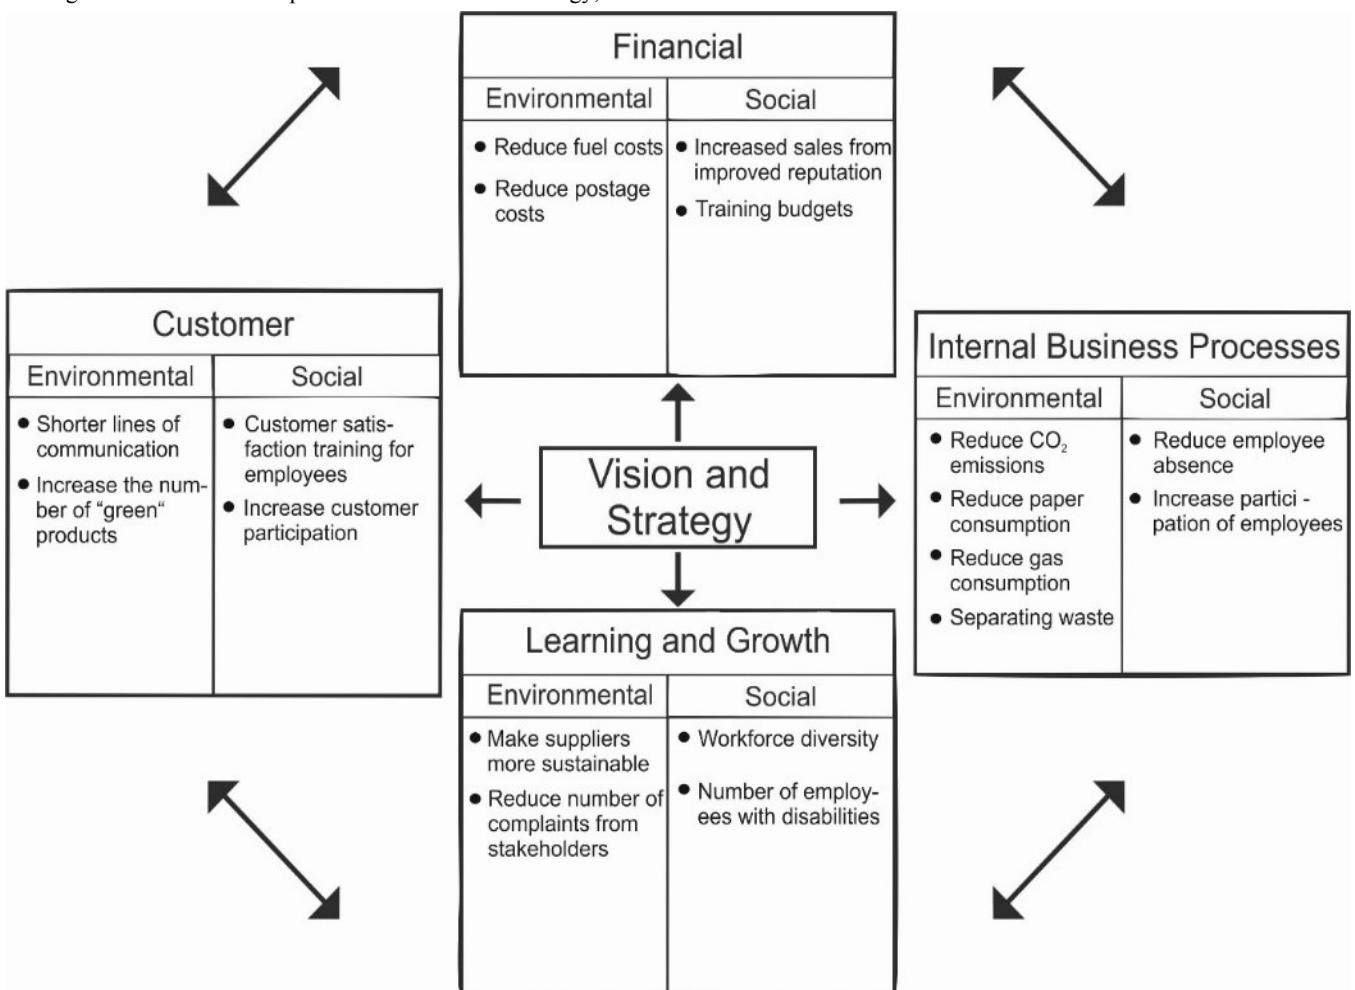 Financial
Environmental
Social
Reduce fuel costs
Reduce postage
costs
Increased sales from
improved reputation
Training budgets
Customer
Environmental
Social
Shorter lines of
communication
Increase the num-
ber of “green“
products
Customer satis-
faction training for
employees
Increase customer
participation
Vision and
Strategy
Internal Business Processes
Environmental
Social
Reduce CO₂
emissions
Reduce paper
consumption
Reduce gas
consumption
Separating waste
Reduce employee
absence
Increase partici -
pation of employees
Learning and Growth
Environmental
Social
Make suppliers
more sustainable
Reduce number of
complaints from
stakeholders
Workforce diversity
Number of employ-
ees with disabilities